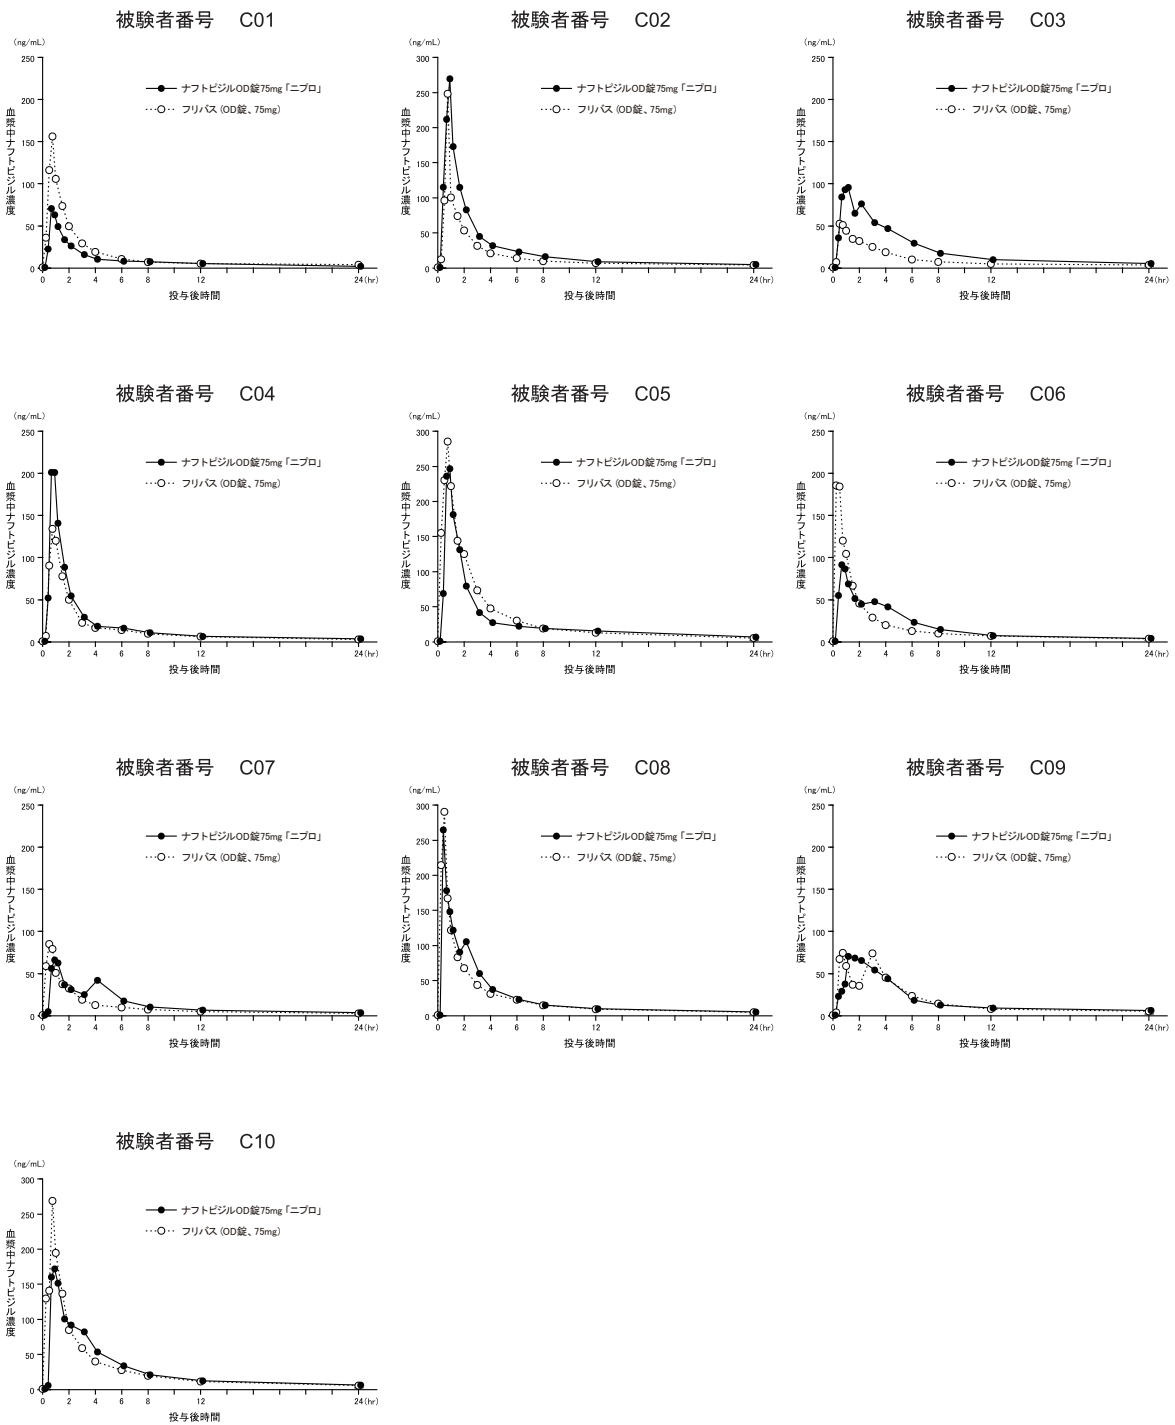 被験者番号 C01
(ng/mL)
250
200
150
100
50
0
血漿中ナフトピジル濃度
ナフトピジルOD錠75mg「ニプロ」
フリバス(OD錠、75mg)
0 2 4 6 8 12 24(hr)
投与後時間
被験者番号 C02
(ng/mL)
300
250
200
150
100
50
0
血漿中ナフトピジル濃度
ナフトピジルOD錠75mg「ニプロ」
フリバス(OD錠、75mg)
0 2 4 6 8 12 24(hr)
投与後時間
被験者番号 C03
(ng/mL)
250
200
150
100
50
0
血漿中ナフトピジル濃度
ナフトピジルOD錠75mg「ニプロ」
フリバス(OD錠、75mg)
0 2 4 6 8 12 24(hr)
投与後時間
被験者番号 C04
(ng/mL)
250
200
150
100
50
0
血漿中ナフトピジル濃度
ナフトピジルOD錠75mg「ニプロ」
フリバス(OD錠、75mg)
0 2 4 6 8 12 24(hr)
投与後時間
被験者番号 C05
(ng/mL)
300
250
200
150
100
50
0
血漿中ナフトピジル濃度
ナフトピジルOD錠75mg「ニプロ」
フリバス(OD錠、75mg)
0 2 4 6 8 12 24(hr)
投与後時間
被験者番号 C06
(ng/mL)
250
200
150
100
50
0
血漿中ナフトピジル濃度
ナフトピジルOD錠75mg「ニプロ」
フリバス(OD錠、75mg)
0 2 4 6 8 12 24(hr)
投与後時間
被験者番号 C07
(ng/mL)
250
200
150
100
50
0
血漿中ナフトピジル濃度
ナフトピジルOD錠75mg「ニプロ」
フリバス(OD錠、75mg)
0 2 4 6 8 12 24(hr)
投与後時間
被験者番号 C08
(ng/mL)
300
250
200
150
100
50
0
血漿中ナフトピジル濃度
ナフトピジルOD錠75mg「ニプロ」
フリバス(OD錠、75mg)
0 2 4 6 8 12 24(hr)
投与後時間
被験者番号 C09
(ng/mL)
250
200
150
100
50
0
血漿中ナフトピジル濃度
ナフトピジルOD錠75mg「ニプロ」
フリバス(OD錠、75mg)
0 2 4 6 8 12 24(hr)
投与後時間
被験者番号 C10
(ng/mL)
300
250
200
150
100
50
0
血漿中ナフトピジル濃度
ナフトピジルOD錠75mg「ニプロ」
フリバス(OD錠、75mg)
0 2 4 6 8 12 24(hr)
投与後時間